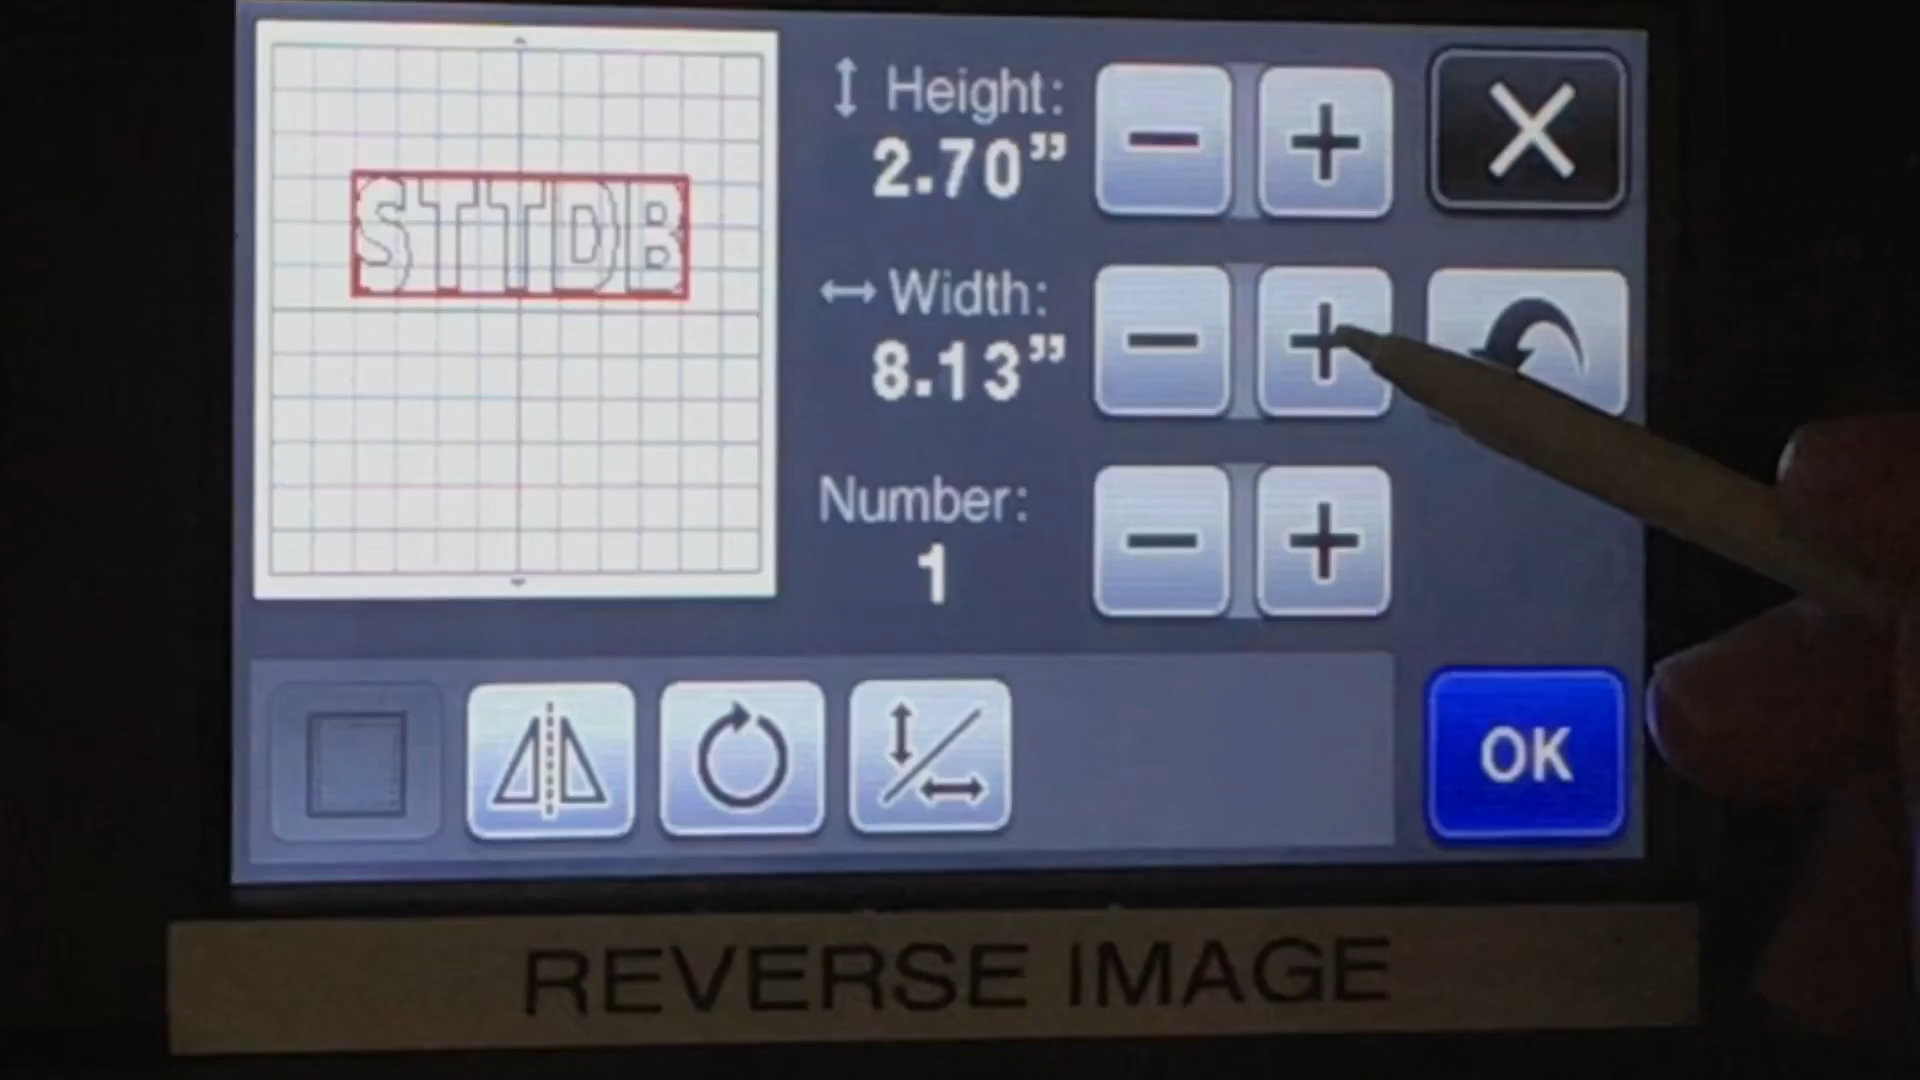 STTDB
Height:
2.70”
Width:
8.13”
Number:
1
OK
REVERSE IMAGE